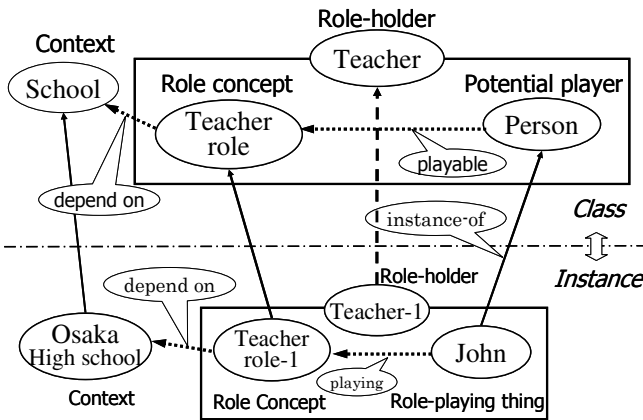 Role-holder
Context
Teacher
School
Role concept
Potential player
Teacher
role
Person
playable
depend on
instance-of
Class
Instance
depend on
Role-holder
Teacher-1
Osaka
High school
Teacher
role-1
John
playing
Context
Role Concept
Role-playing thing